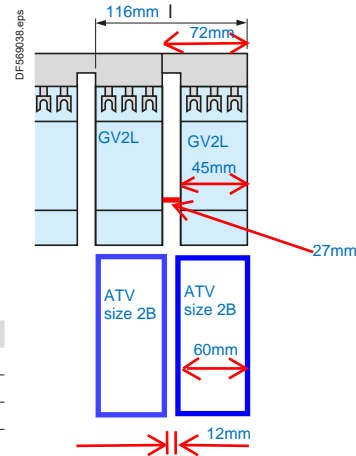 116mm
l
72mm
DF569038.eps
GV2L
GV2L
45mm
27mm
ATV
size 2B
ATV
size 2B
60mm
12mm